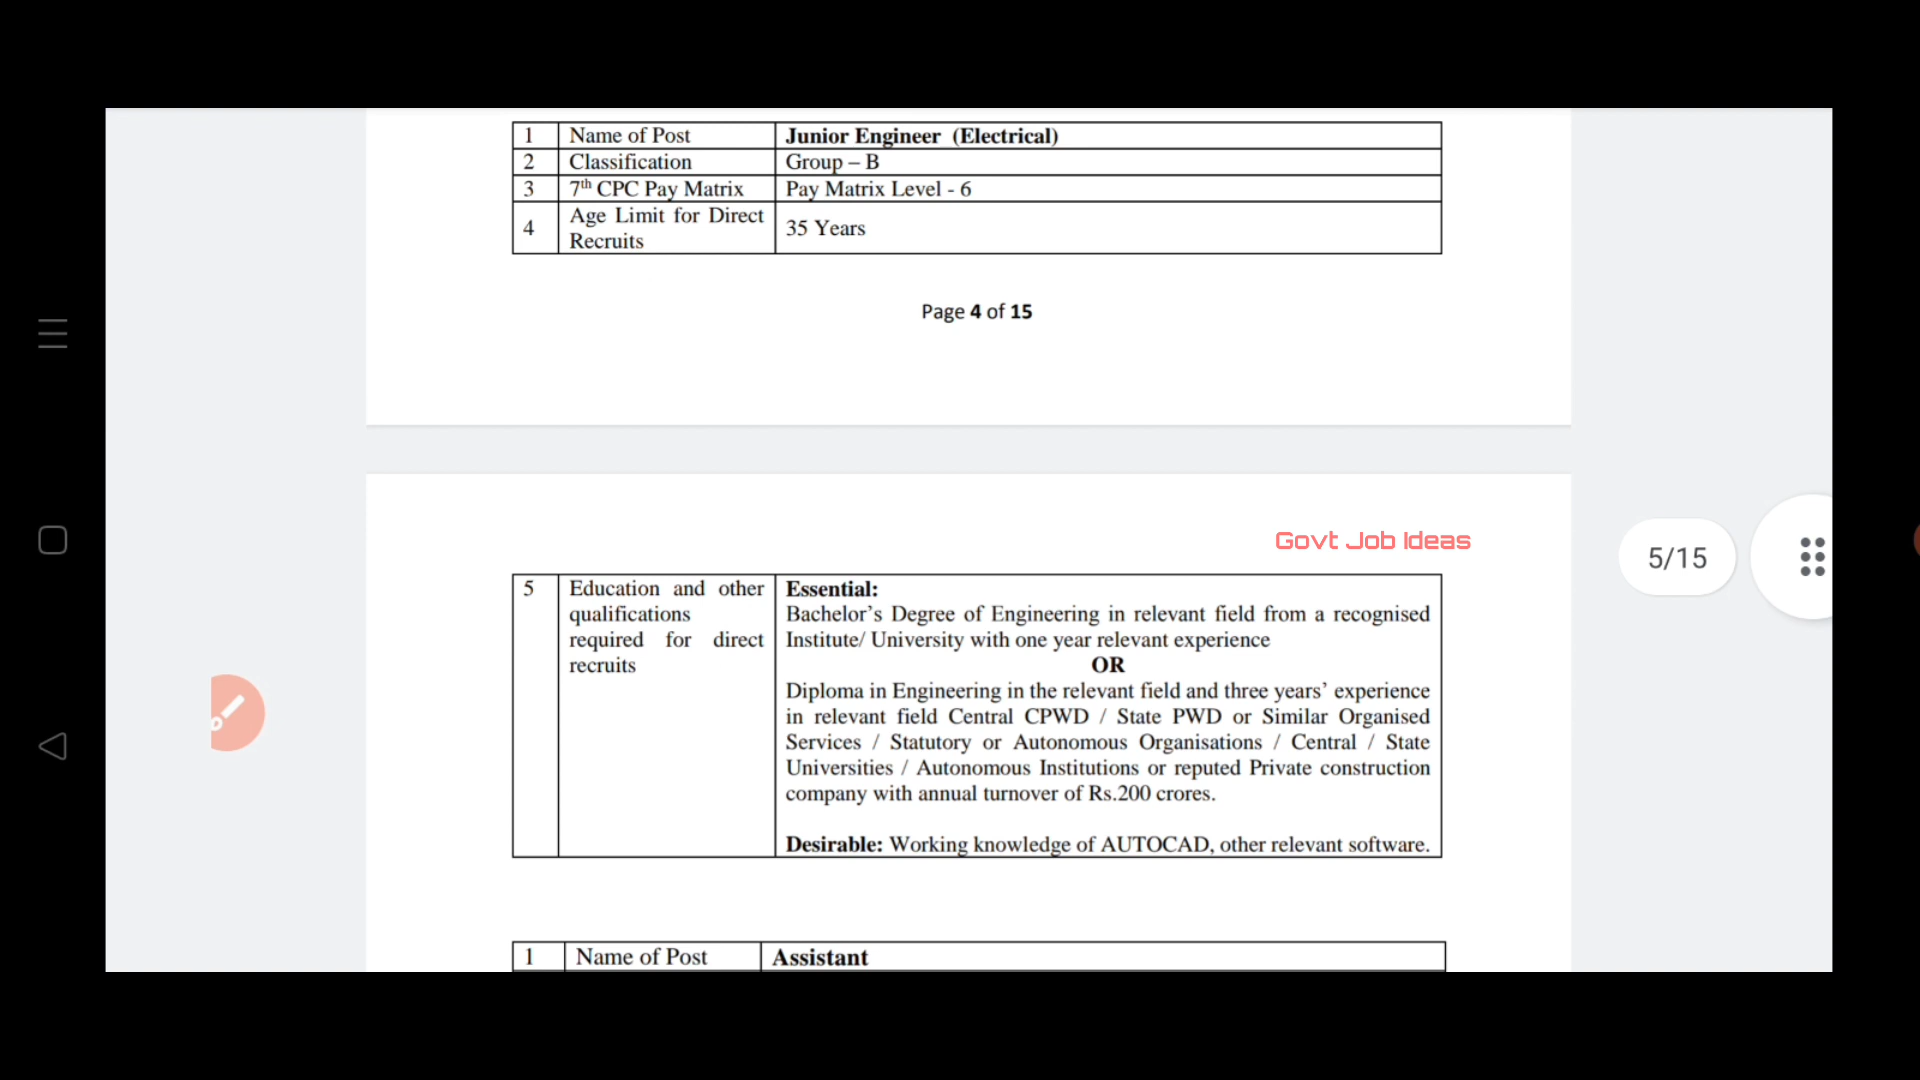 1 Name of Post Junior Engineer (Electrical)
2 Classification Group – B
3 7th CPC Pay Matrix Pay Matrix Level - 6
4 Age Limit for Direct Recruits 35 Years
Page 4 of 15
Govt Job Ideas
5/15
5 Education and other qualifications required for direct recruits
Essential:
Bachelor’s Degree of Engineering in relevant field from a recognised
Institute/ University with one year relevant experience
OR
Diploma in Engineering in the relevant field and three years’ experience
in relevant field Central CPWD / State PWD or Similar Organised
Services / Statutory or Autonomous Organisations / Central / State
Universities / Autonomous Institutions or reputed Private construction
company with annual turnover of Rs.200 crores.
Desirable: Working knowledge of AUTOCAD, other relevant software.
1 Name of Post Assistant